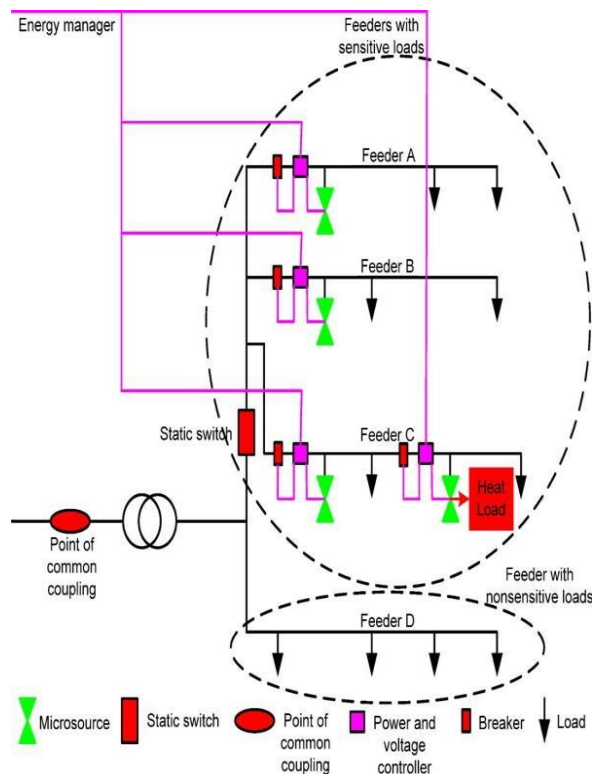 Energy manager
Feeders with
sensitive loads
Feeder A
Feeder B
Static switch
Feeder C
Heat
Load
Point of
common
coupling
Feeder with
nonsensitive loads
Feeder D
Microsource
Static switch
Point of
common
coupling
Power and
voltage
controller
Breaker
Load